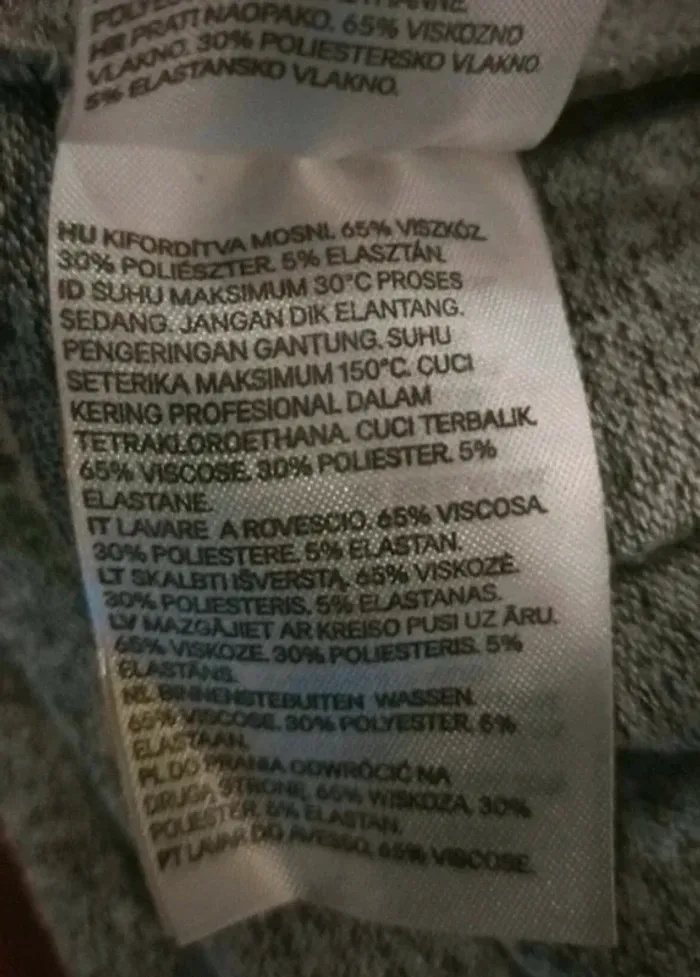 HR PRATI NAOPAKO. 65% VISKOZNO
VLAKNO. 30% POLIESTERSKO VLAKNO.
5% ELASTANSKO VLAKNO.
HU KIFORDÍTVA MOSNI. 65% VISZKÓZ.
30% POLIÉSZTER. 5% ELASZTÁN.
ID SUHU MAKSIMUM 30°C PROSES
SEDANG. JANGAN DIK ELANTANG.
PENGERINGAN GANTUNG. SUHU
SETERIKA MAKSIMUM 150°C. CUCI
KERING PROFESIONAL DALAM
TETRAKLOROETHANA. CUCI TERBALIK.
65% VISCOSE. 30% POLIESTER. 5%
ELASTANE.
IT LAVARE A ROVESCIO. 65% VISCOSA.
30% POLIESTERE. 5% ELASTAN.
LT SKALBTI IŠVERSTĄ. 65% VISKOZĖ.
30% POLIESTERIS. 5% ELASTANAS.
LV MAZGĀJIET AR KREISO PUSI UZ ĀRU.
65% VISKOZE. 30% POLIESTERIS. 5%
ELASTĀNS.
NL BINNENSTEBUITEN WASSEN.
65% VISCOSE. 30% POLYESTER. 5%
ELASTAAN.
PL DO PRANIA ODWRÓCIĆ NA
DRUGĄ STRONĘ. 65% WISKOZA. 30%
POLIESTER. 5% ELASTAN.
PT LAVAR DO AVESSO. 65% VISCOSE.